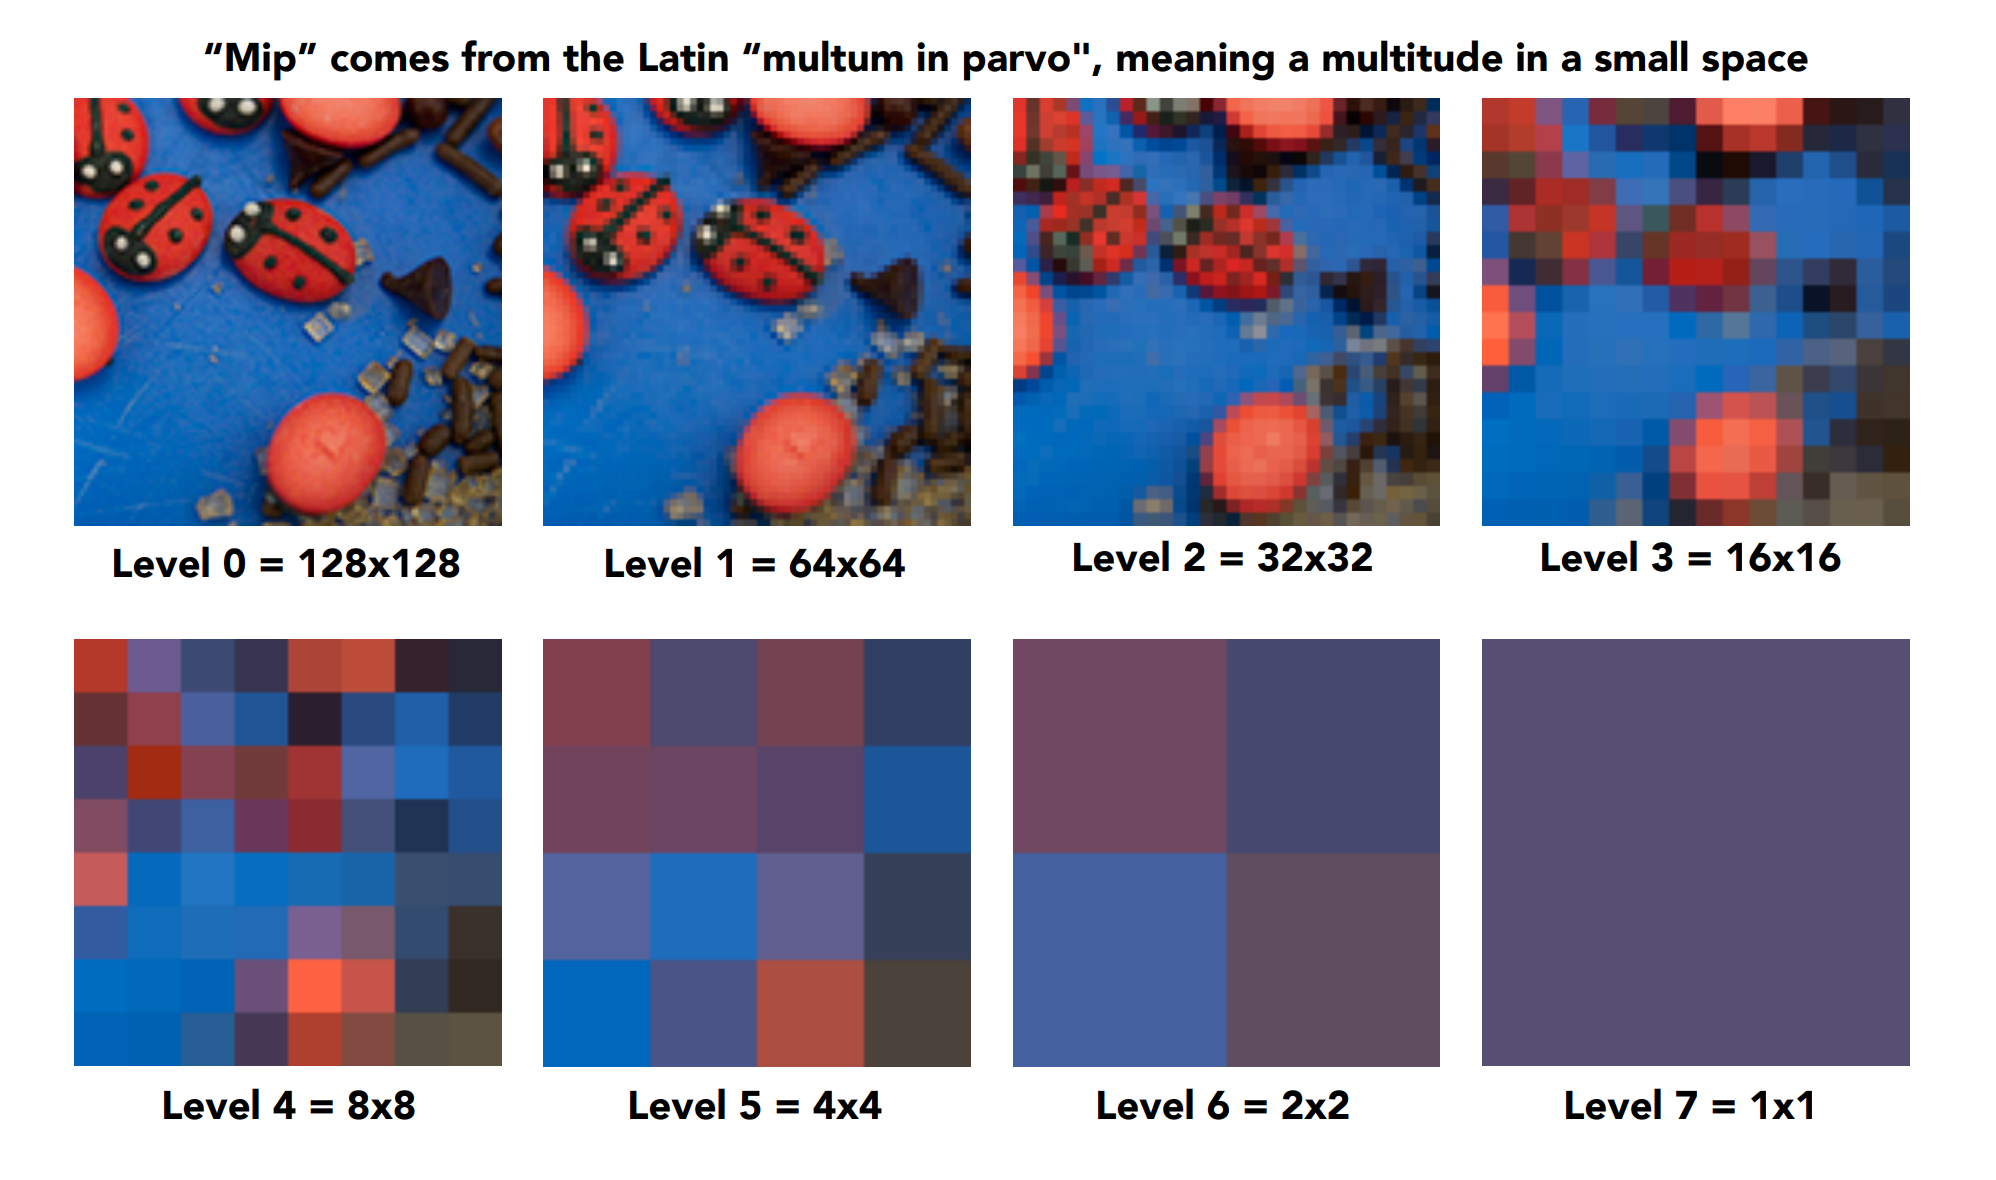 “Mip” comes from the Latin “multum in parvo", meaning a multitude in a small space
Level 0 = 128x128
Level 1 = 64x64
Level 2 = 32x32
Level 3 = 16x16
Level 4 = 8x8
Level 5 = 4x4
Level 6 = 2x2
Level 7 = 1x1